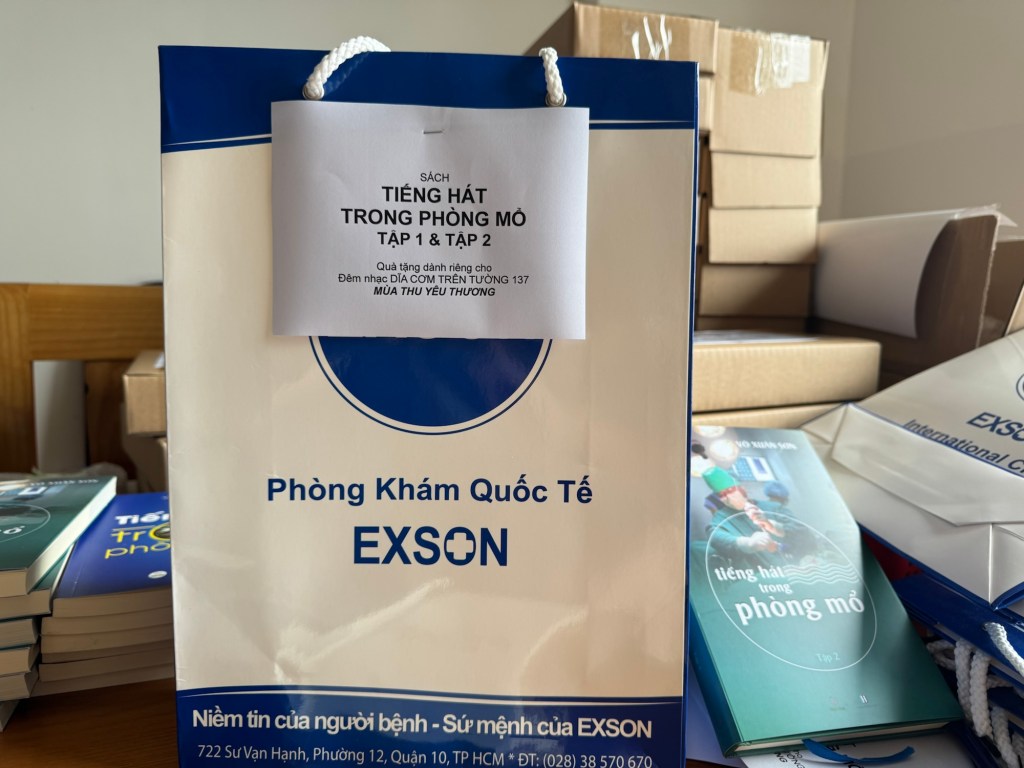 SÁCH
TIẾNG HÁT
TRONG PHÒNG MỔ
TẬP 1 & TẬP 2
Quà tặng dành riêng cho
Đêm nhạc DĨA CƠM TRÊN TƯỜNG 137
MÙA THU YÊU THƯƠNG
Phòng Khám Quốc Tế
EXSON
Niềm tin của người bệnh - Sứ mệnh của EXSON
722 Sư Vạn Hạnh, Phường 12, Quận 10, TP HCM * ĐT: (028) 38 570 670
VÕ XUÂN SƠN
tiếng hát
trong
phòng mổ
Tập 2
International